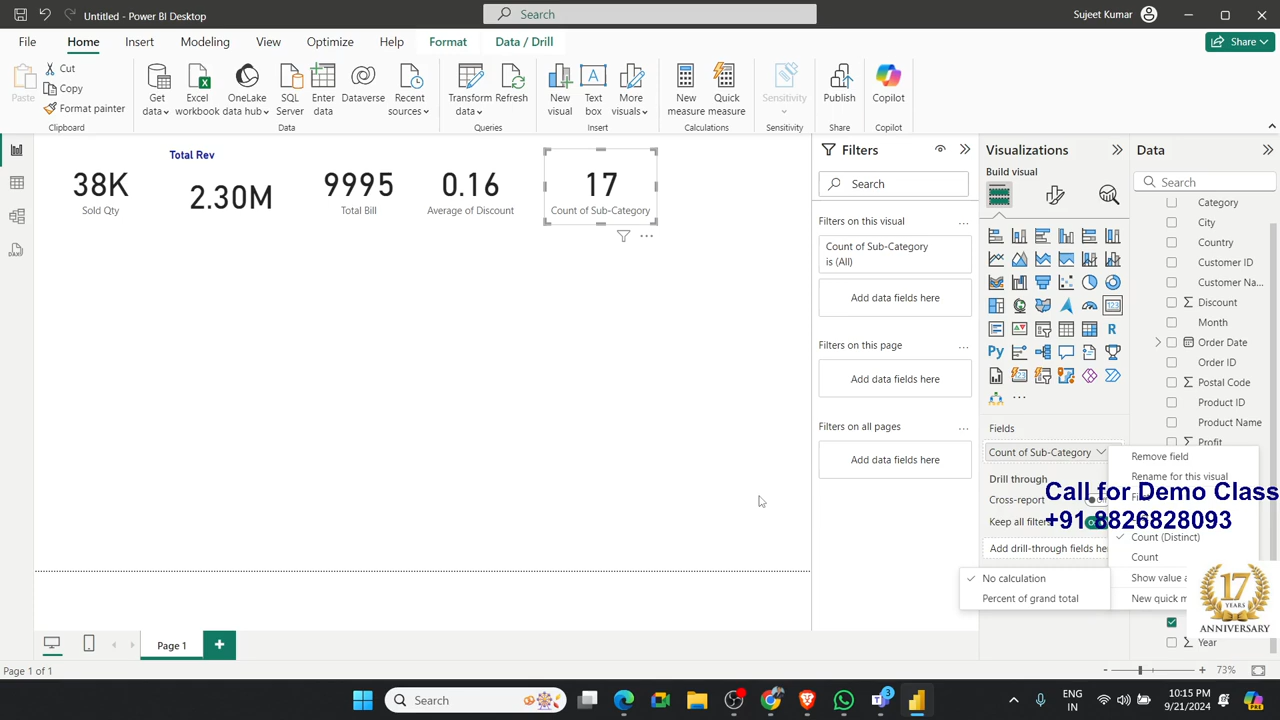 Untitled - Power BI Desktop
Search
Sujeet Kumar
File
Home
Insert
Modeling
View
Optimize
Help
Format
Data / Drill
Share
Paste
Cut
Copy
Format painter
Clipboard
Get data
Excel workbook
OneLake data hub
SQL Server
Enter data
Dataverse
Recent sources
Data
Transform data
Refresh
Queries
New visual
Text box
More visuals
Insert
New measure
Quick measure
Calculations
Sensitivity
Sensitivity
Publish
Share
Copilot
Copilot
Total Rev
38K
Sold Qty
2.30M
9995
Total Bill
0.16
Average of Discount
17
Count of Sub-Category
Filters
Search
Filters on this visual
Count of Sub-Category
is (All)
Add data fields here
Filters on this page
Add data fields here
Filters on all pages
Add data fields here
Visualizations
Build visual
123
R
Py
Fields
Count of Sub-Category
Drill through
Cross-report
Keep all filters
Add drill-through fields he
Data
Search
Category
City
Country
Customer ID
Customer Na...
Discount
Month
Order Date
Order ID
Postal Code
Product ID
Product Name
Profit
Year
Remove field
Rename for this visual
Count (Distinct)
Count
Show value a
New quick m
No calculation
Percent of grand total
Call for Demo Class
+91 8826828093
17
YEARS
ANNIVERSARY
Page 1
Page 1 of 1
73%
Search
3
ENG
IN
10:15 PM
9/21/2024